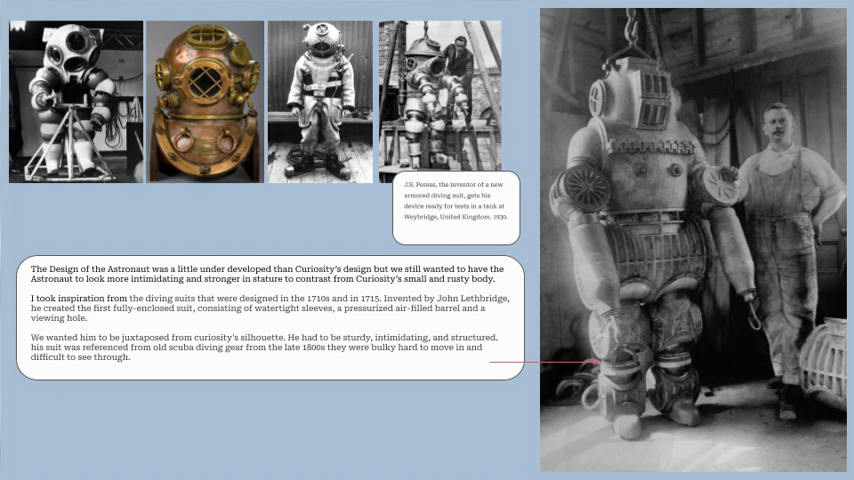 J.S. Peress, the inventor of a new
armored diving suit, gets his
device ready for tests in a tank at
Weybridge, United Kingdom. 1930.
The Design of the Astronaut was a little under developed than Curiosity's design but we still wanted to have the
Astronaut to look more intimidating and stronger in stature to contrast from Curiosity's small and rusty body.
I took inspiration from the diving suits that were designed in the 1710s and in 1715. Invented by John Lethbridge,
he created the first fully-enclosed suit, consisting of watertight sleeves, a pressurized air-filled barrel and a
viewing hole.
We wanted him to be juxtaposed from curiosity's silhouette. He had to be sturdy, intimidating, and structured.
his suit was referenced from old scuba diving gear from the late 1800s they were bulky hard to move in and
difficult to see through.